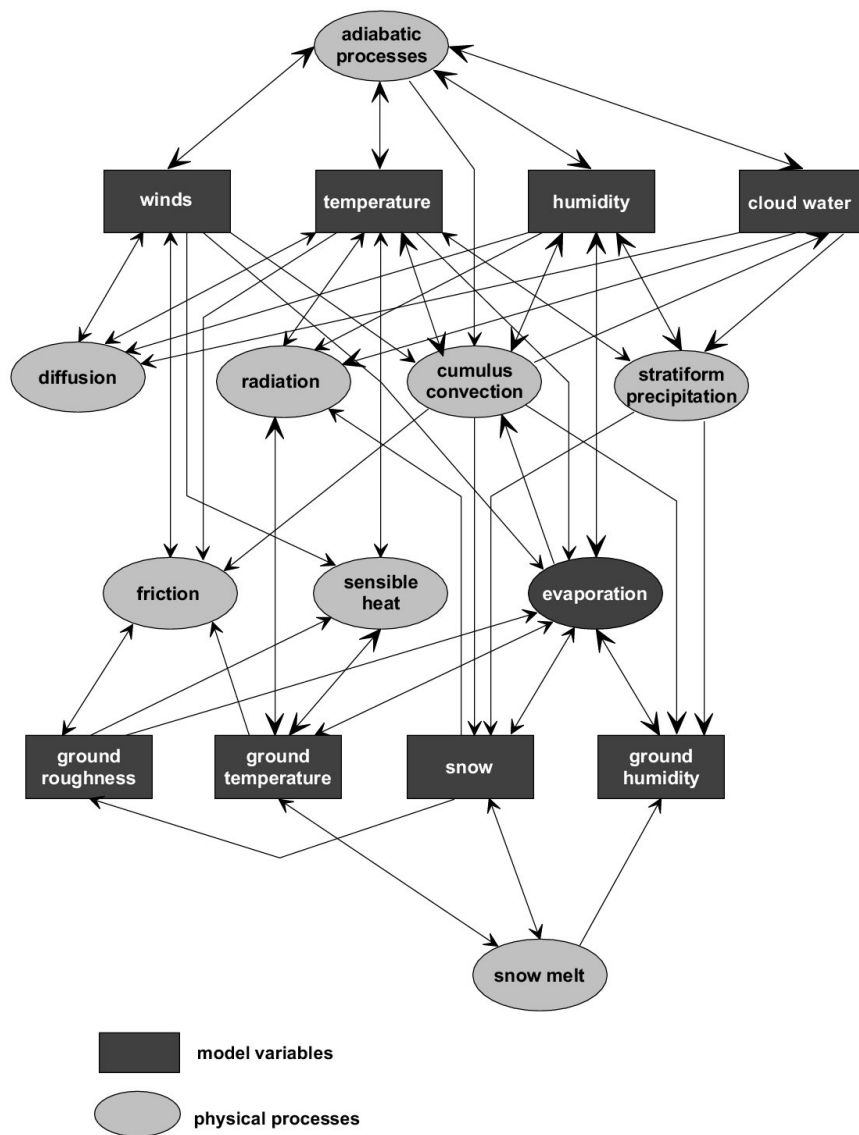 adiabatic
processes
winds
temperature
humidity
cloud water
diffusion
radiation
cumulus
convection
stratiform
precipitation
friction
sensible
heat
evaporation
ground
roughness
ground
temperature
snow
ground
humidity
snow melt
model variables
physical processes